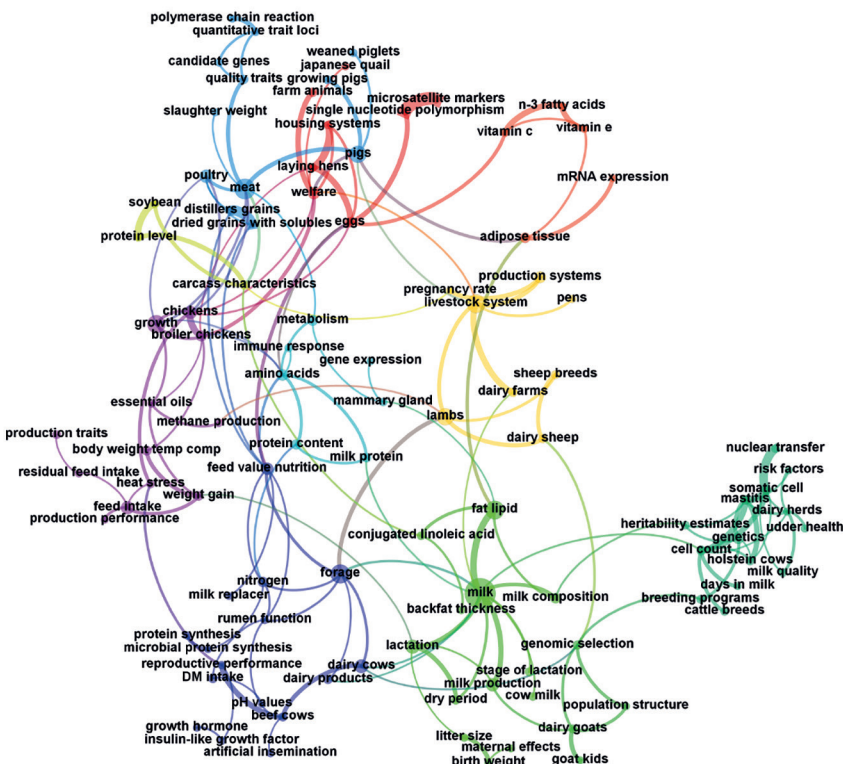 polymerase chain reaction
quantitative trait loci
weaned piglets
candidate genes
japanese quail
quality traits growing pigs
farm animals
microsatellite markers
n-3 fatty acids
slaughter weight
single nucleotide polymorphism
housing systems
vitamin c
vitamin e
pigs
laying hens
poultry
meat
welfare
mRNA expression
soybean
distillers grains
dried grains with solubles
eggs
protein level
adipose tissue
carcass characteristics
production systems
pregnancy rate
livestock system
pens
chickens
growth
metabolism
broiler chickens
immune response
gene expression
amino acids
sheep breeds
dairy farms
essential oils
mammary gland
lambs
methane production
production traits
dairy sheep
protein content
body weight temp comp
milk protein
nuclear transfer
feed value nutrition
residual feed intake
risk factors
heat stress
somatic cell
weight gain
mastitis
feed intake
fat lipid
dairy herds
production performance
heritability estimates
udder health
conjugated linoleic acid
genetics
cell count
holstein cows
milk quality
forage
nitrogen
days in milk
milk replacer
milk
milk composition
breeding programs
backfat thickness
cattle breeds
rumen function
protein synthesis
lactation
genomic selection
microbial protein synthesis
reproductive performance
dairy cows
stage of lactation
DM intake
dairy products
milk production
dry period
cow milk
pH values
population structure
beef cows
growth hormone
dairy goats
insulin-like growth factor
litter size
artificial insemination
maternal effects
birth weight
goat kids